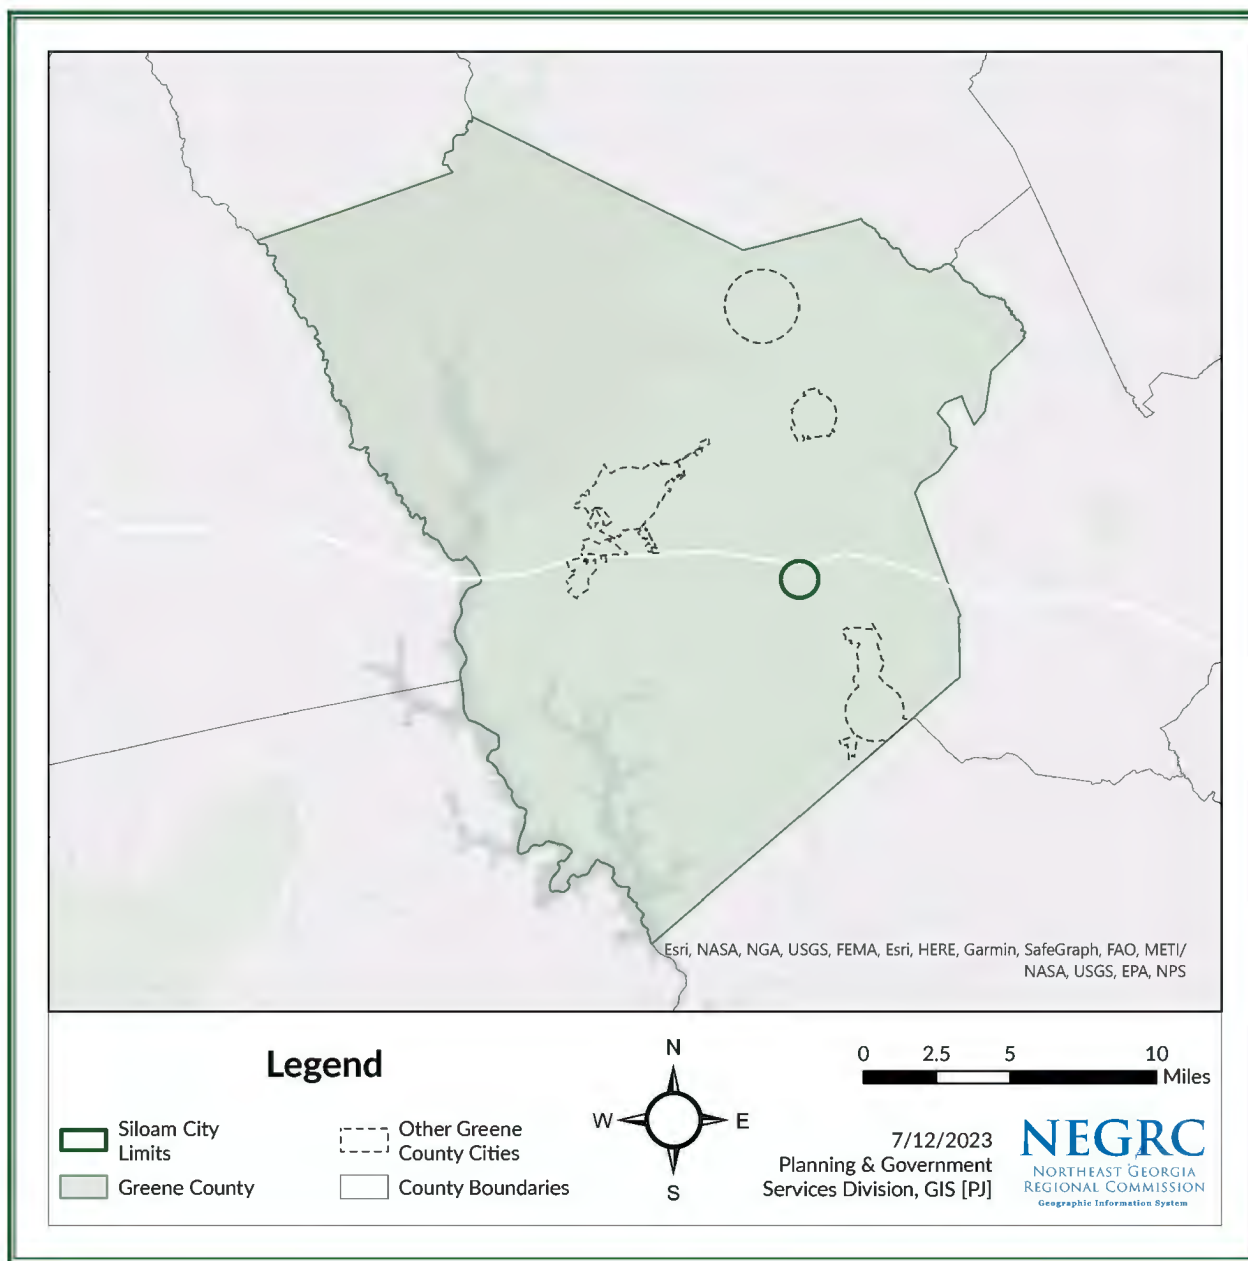 Esri, NASA, NGA, USGS, FEMA, Esri, HERE, Garmin, SafeGraph, FAO, METI/
NASA, USGS, EPA, NPS
Legend
Siloam City
Limits
Greene County
Other Greene
County Cities
County Boundaries
N
W
E
S
0 2.5 5 10
Miles
7/12/2023
Planning & Government
Services Division, GIS [PJ]
NEGRC
NORTHEAST GEORGIA
REGIONAL COMMISSION
Geographic Information System